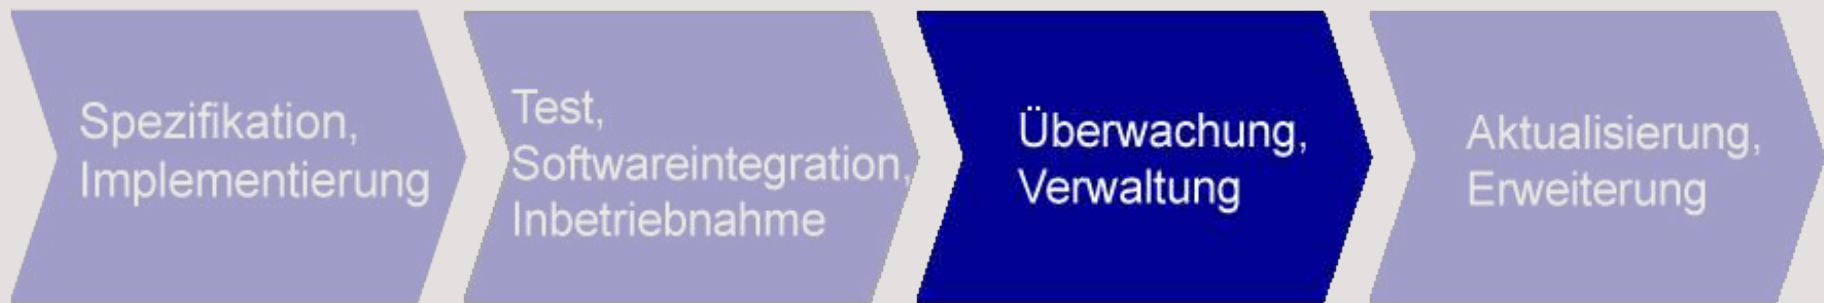 Spezifikation,
Implementierung
Test,
Softwareintegration,
Inbetriebnahme
Überwachung,
Verwaltung
Aktualisierung,
Erweiterung